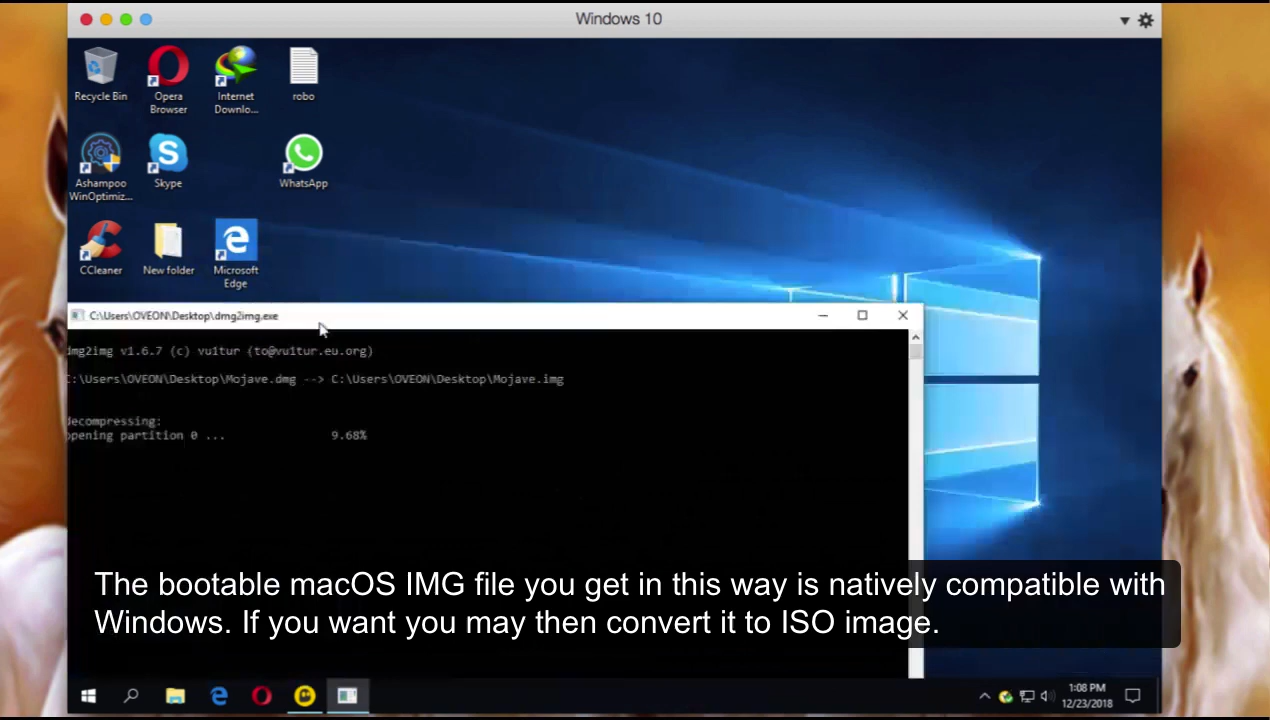 Windows 10
Recycle Bin
Opera Browser
Internet Downlo...
robo
Ashampoo WinOptimiz...
Skype
WhatsApp
CCleaner
New folder
Microsoft Edge
C:\Users\OVEON\Desktop\dmg2img.exe
dmg2img v1.6.7 (c) vu1tur (to@vu1tur.eu.org)
C:\Users\OVEON\Desktop\Mojave.dmg --> C:\Users\OVEON\Desktop\Mojave.img
decompressing:
opening partition 0 ... 9.68%
The bootable macOS IMG file you get in this way is natively compatible with
Windows. If you want you may then convert it to ISO image.
1:08 PM
12/23/2018